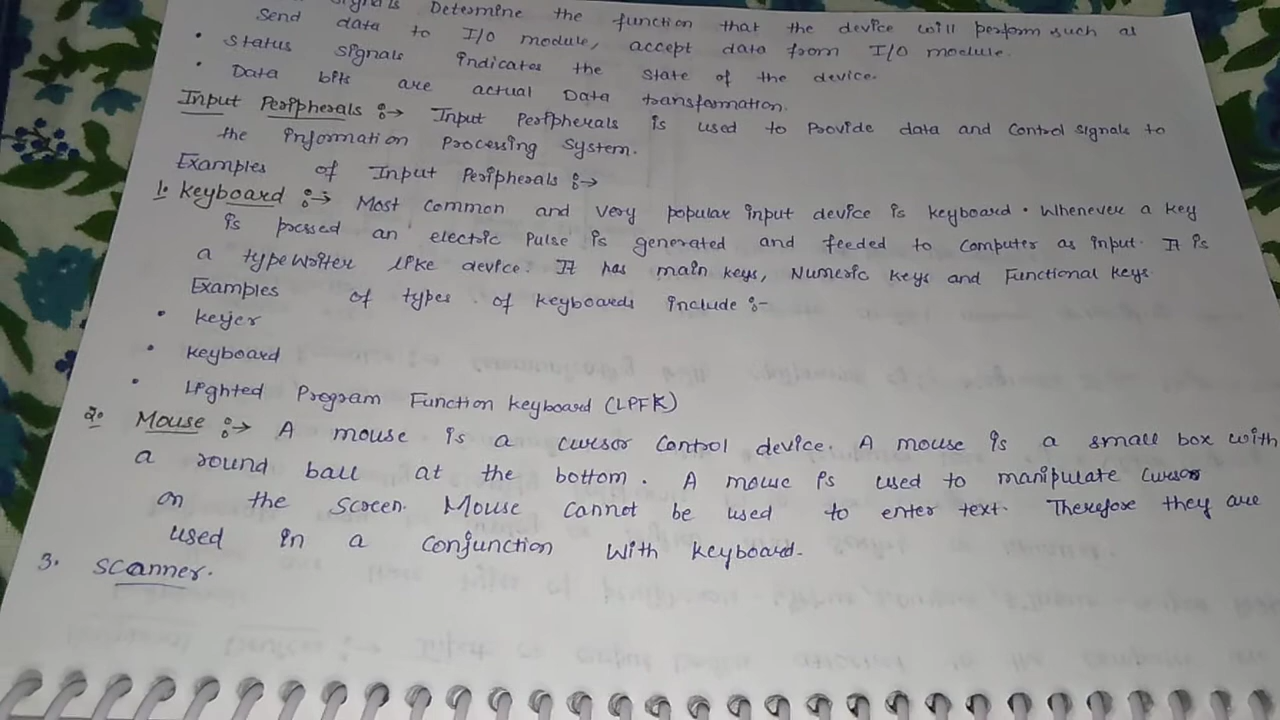 signals Determine the function that the device will perform such as
send data to I/O module, accept data from I/O module.
• Status signals indicates the state of the device.
• Data bits are actual Data transformation.
Input Peripherals :→ Input Peripherals is used to Provide data and Control signals to
the information Processing System.
Examples of Input Peripherals :→
1. Keyboard :→ Most Common and Very popular input device is keyboard. Whenever a key
is pressed an electric Pulse is generated and feeded to Computer as input. It is
a typewriter like device. It has main keys, Numeric keys and Functional keys
Examples of types of keyboards include :-
• Keyer
• Keyboard
• Lighted Program Function Keyboard (LPFK)
2. Mouse :→ A mouse is a cursor Control device. A mouse is a small box with
a round ball at the bottom. A mouse is used to manipulate Cursor
on the screen. Mouse Cannot be used to enter text. Therefore they are
used in a Conjunction With Keyboard.
3. Scanner.